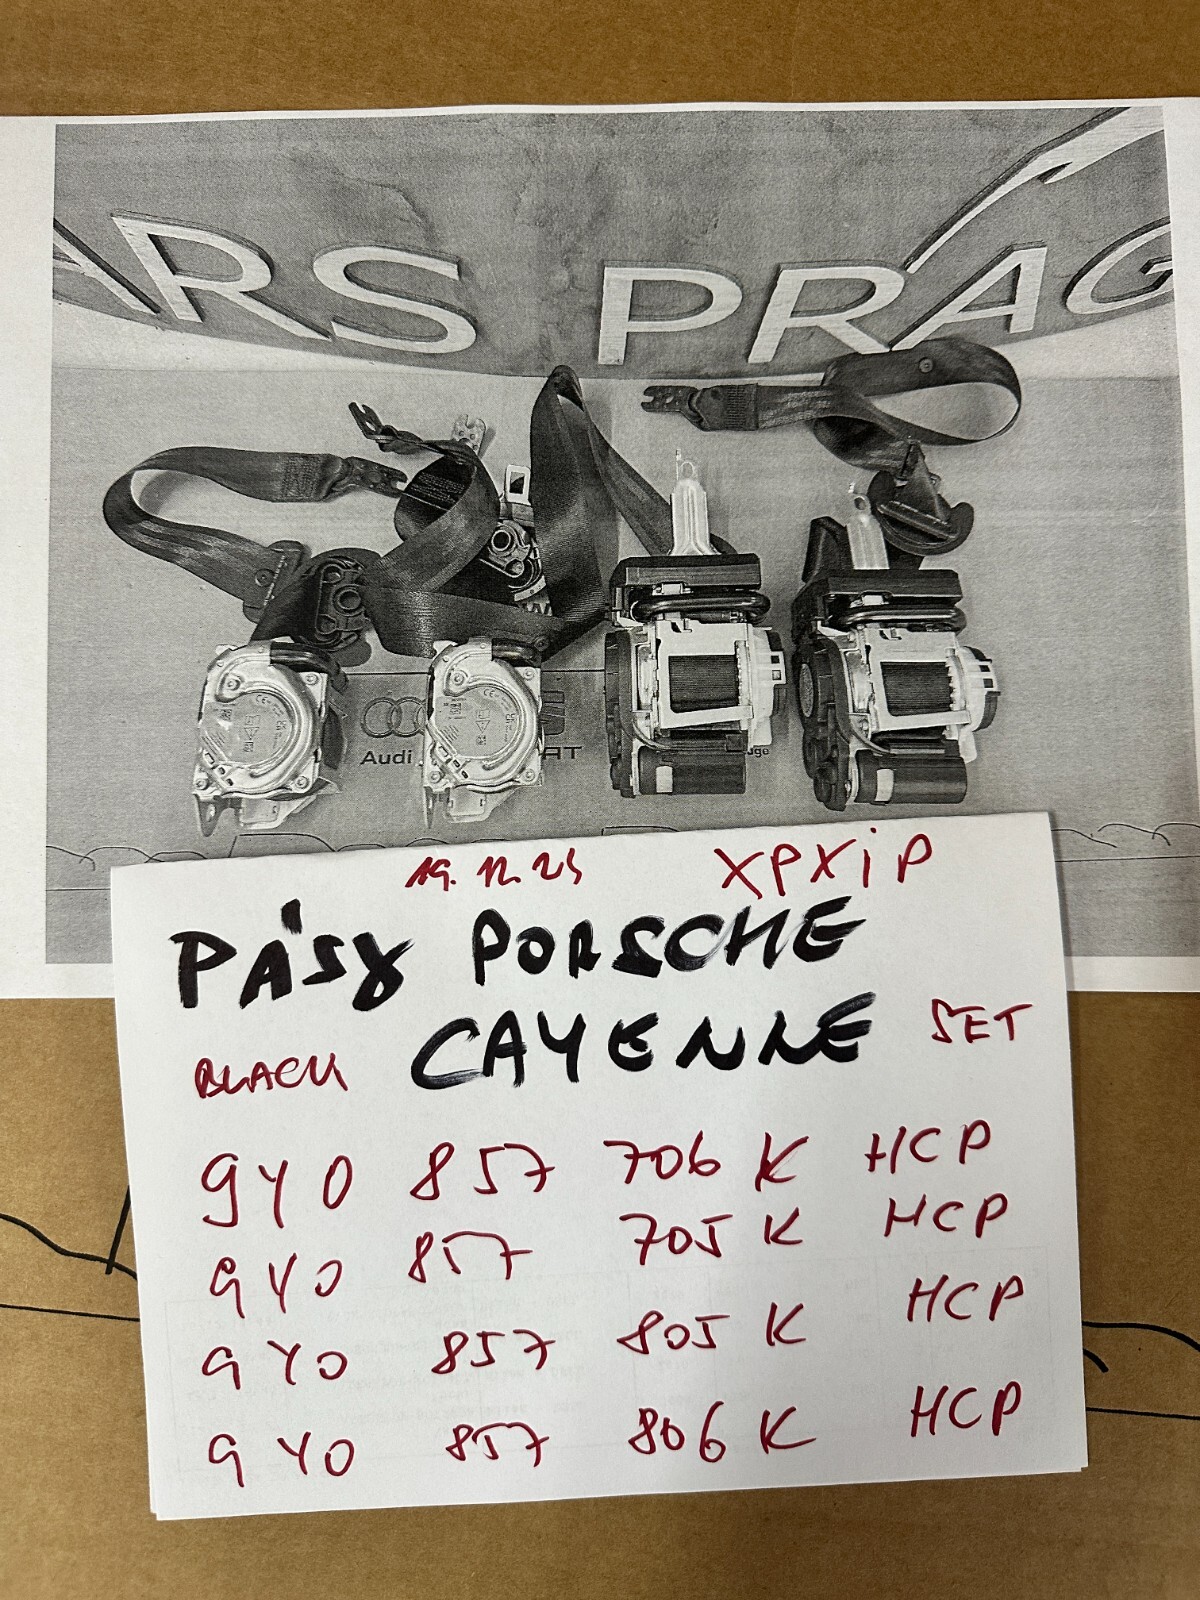 ARS PRAG
Audi
AT
19.12.25 XPXiP
PÁSY PORSCHE
CAYENNE SET
BLACK
9Y0 857 706 K HCP
9Y0 857 705 K HCP
9Y0 857 805 K HCP
9Y0 857 806 K HCP